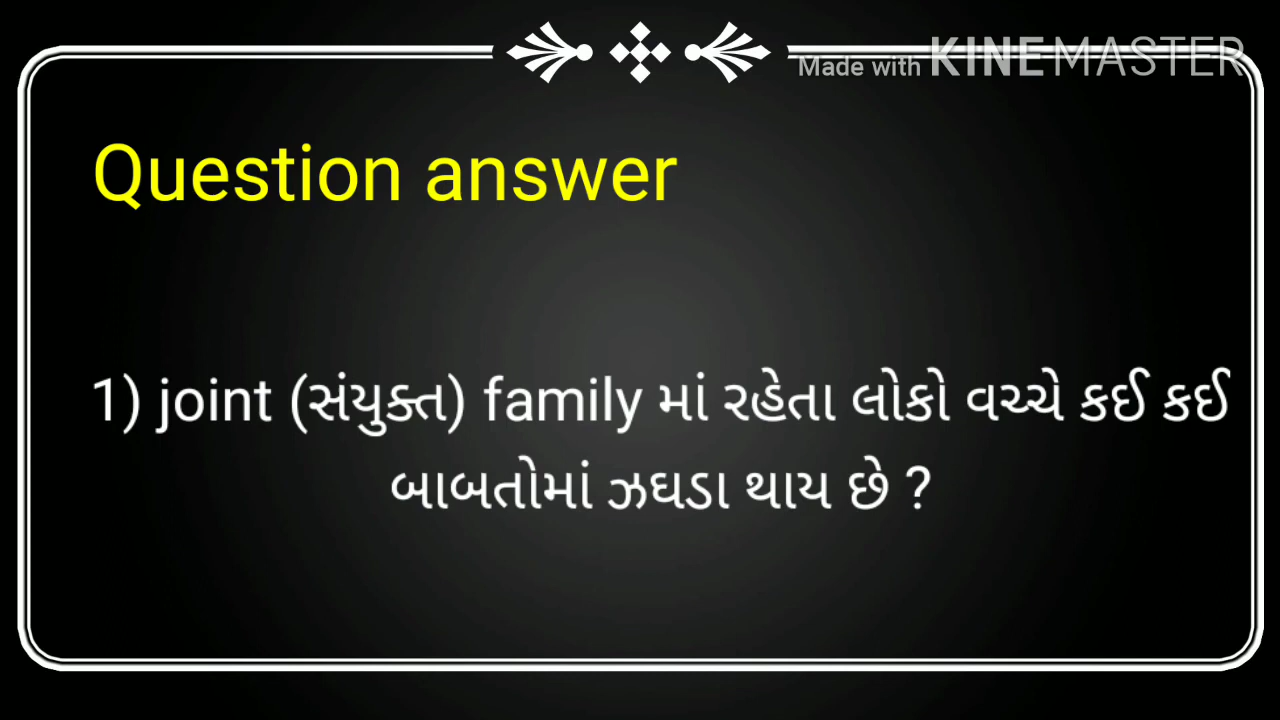 Made with KINEMASTER
Question answer
1) joint (સંયુક્ત) family માં રહેતા લોકો વચ્ચે કઈ કઈ
બાબતોમાં ઝઘડા થાય છે ?